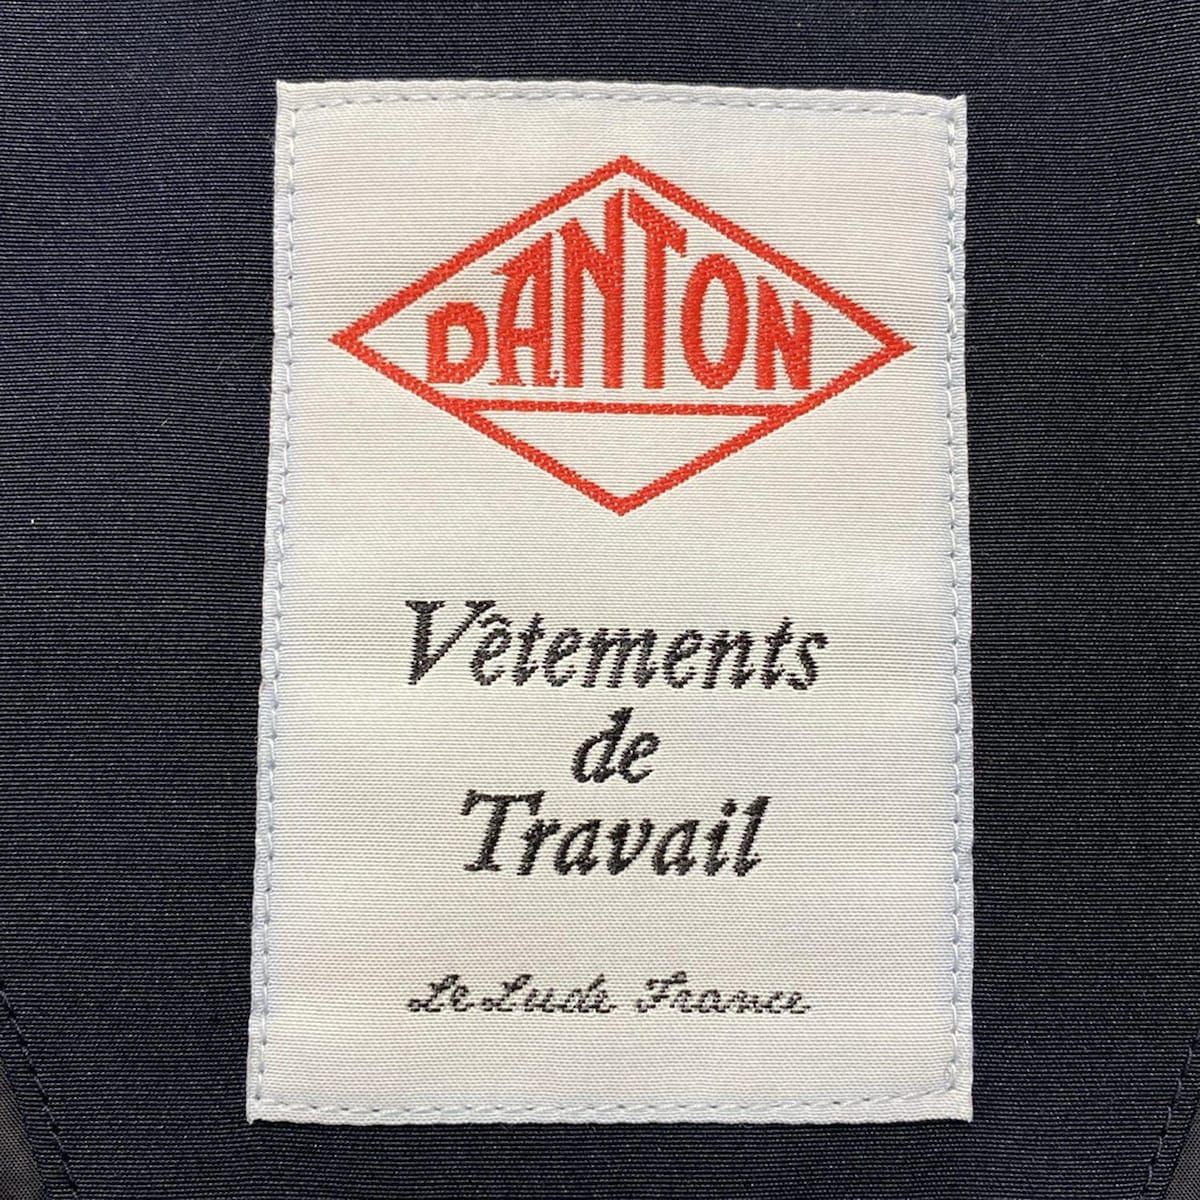 DANTON
Vêtements
de
Travail
Le Lude France